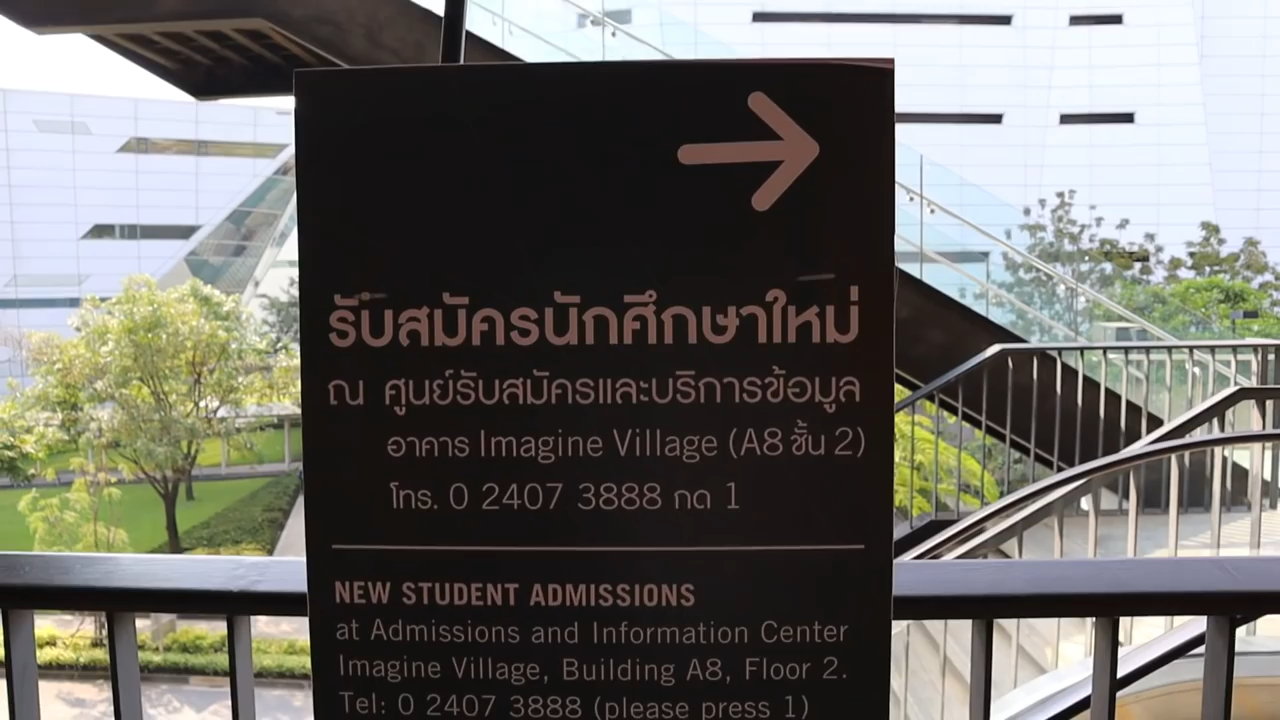 รับสมัครนักศึกษาใหม่
ณ ศูนย์รับสมัครและบริการข้อมูล
อาคาร Imagine Village (A8 ชั้น 2)
โทร. 0 2407 3888 กด 1
NEW STUDENT ADMISSIONS
at Admissions and Information Center
Imagine Village, Building A8, Floor 2.
Tel: 0 2407 3888 (please press 1)